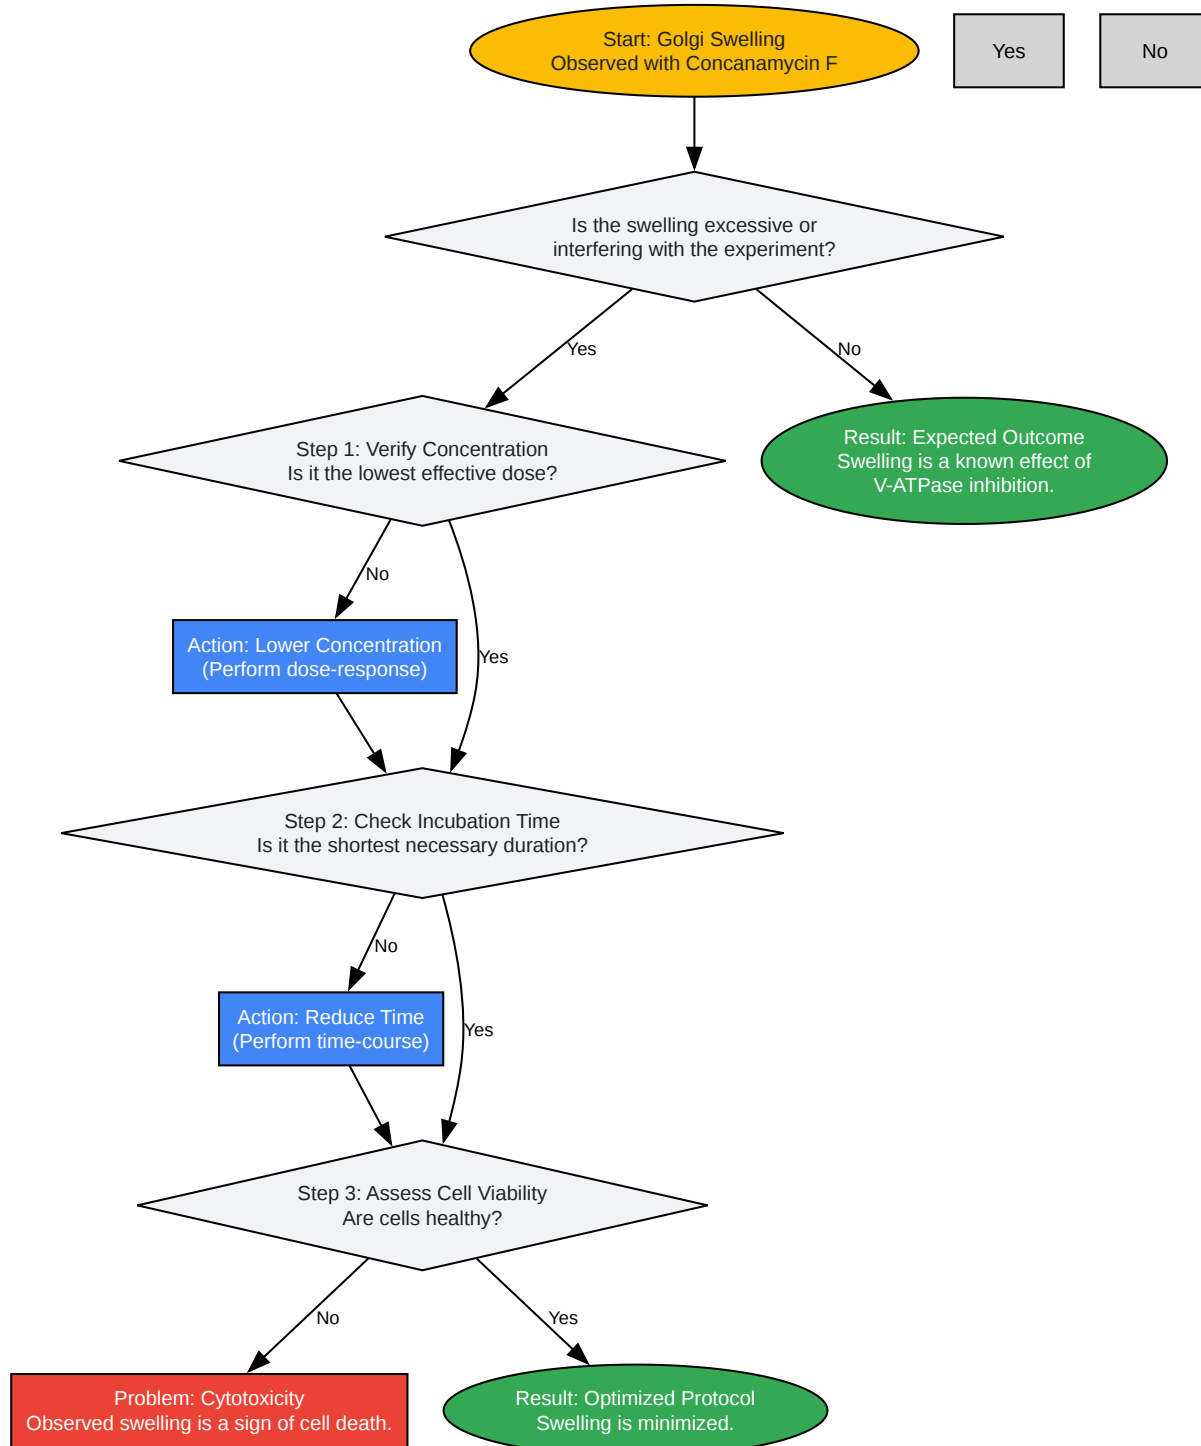 Start: Golgi Swelling
Observed with Concanamycin F
Yes
No
Is the swelling excessive or
interfering with the experiment?
Yes
No
Step 1: Verify Concentration
Is it the lowest effective dose?
Result: Expected Outcome
Swelling is a known effect of
V-ATPase inhibition.
No
Action: Lower Concentration
(Perform dose-response)
Yes
Step 2: Check Incubation Time
Is it the shortest necessary duration?
No
Action: Reduce Time
(Perform time-course)
Yes
Step 3: Assess Cell Viability
Are cells healthy?
No
Yes
Problem: Cytotoxicity
Observed swelling is a sign of cell death.
Result: Optimized Protocol
Swelling is minimized.